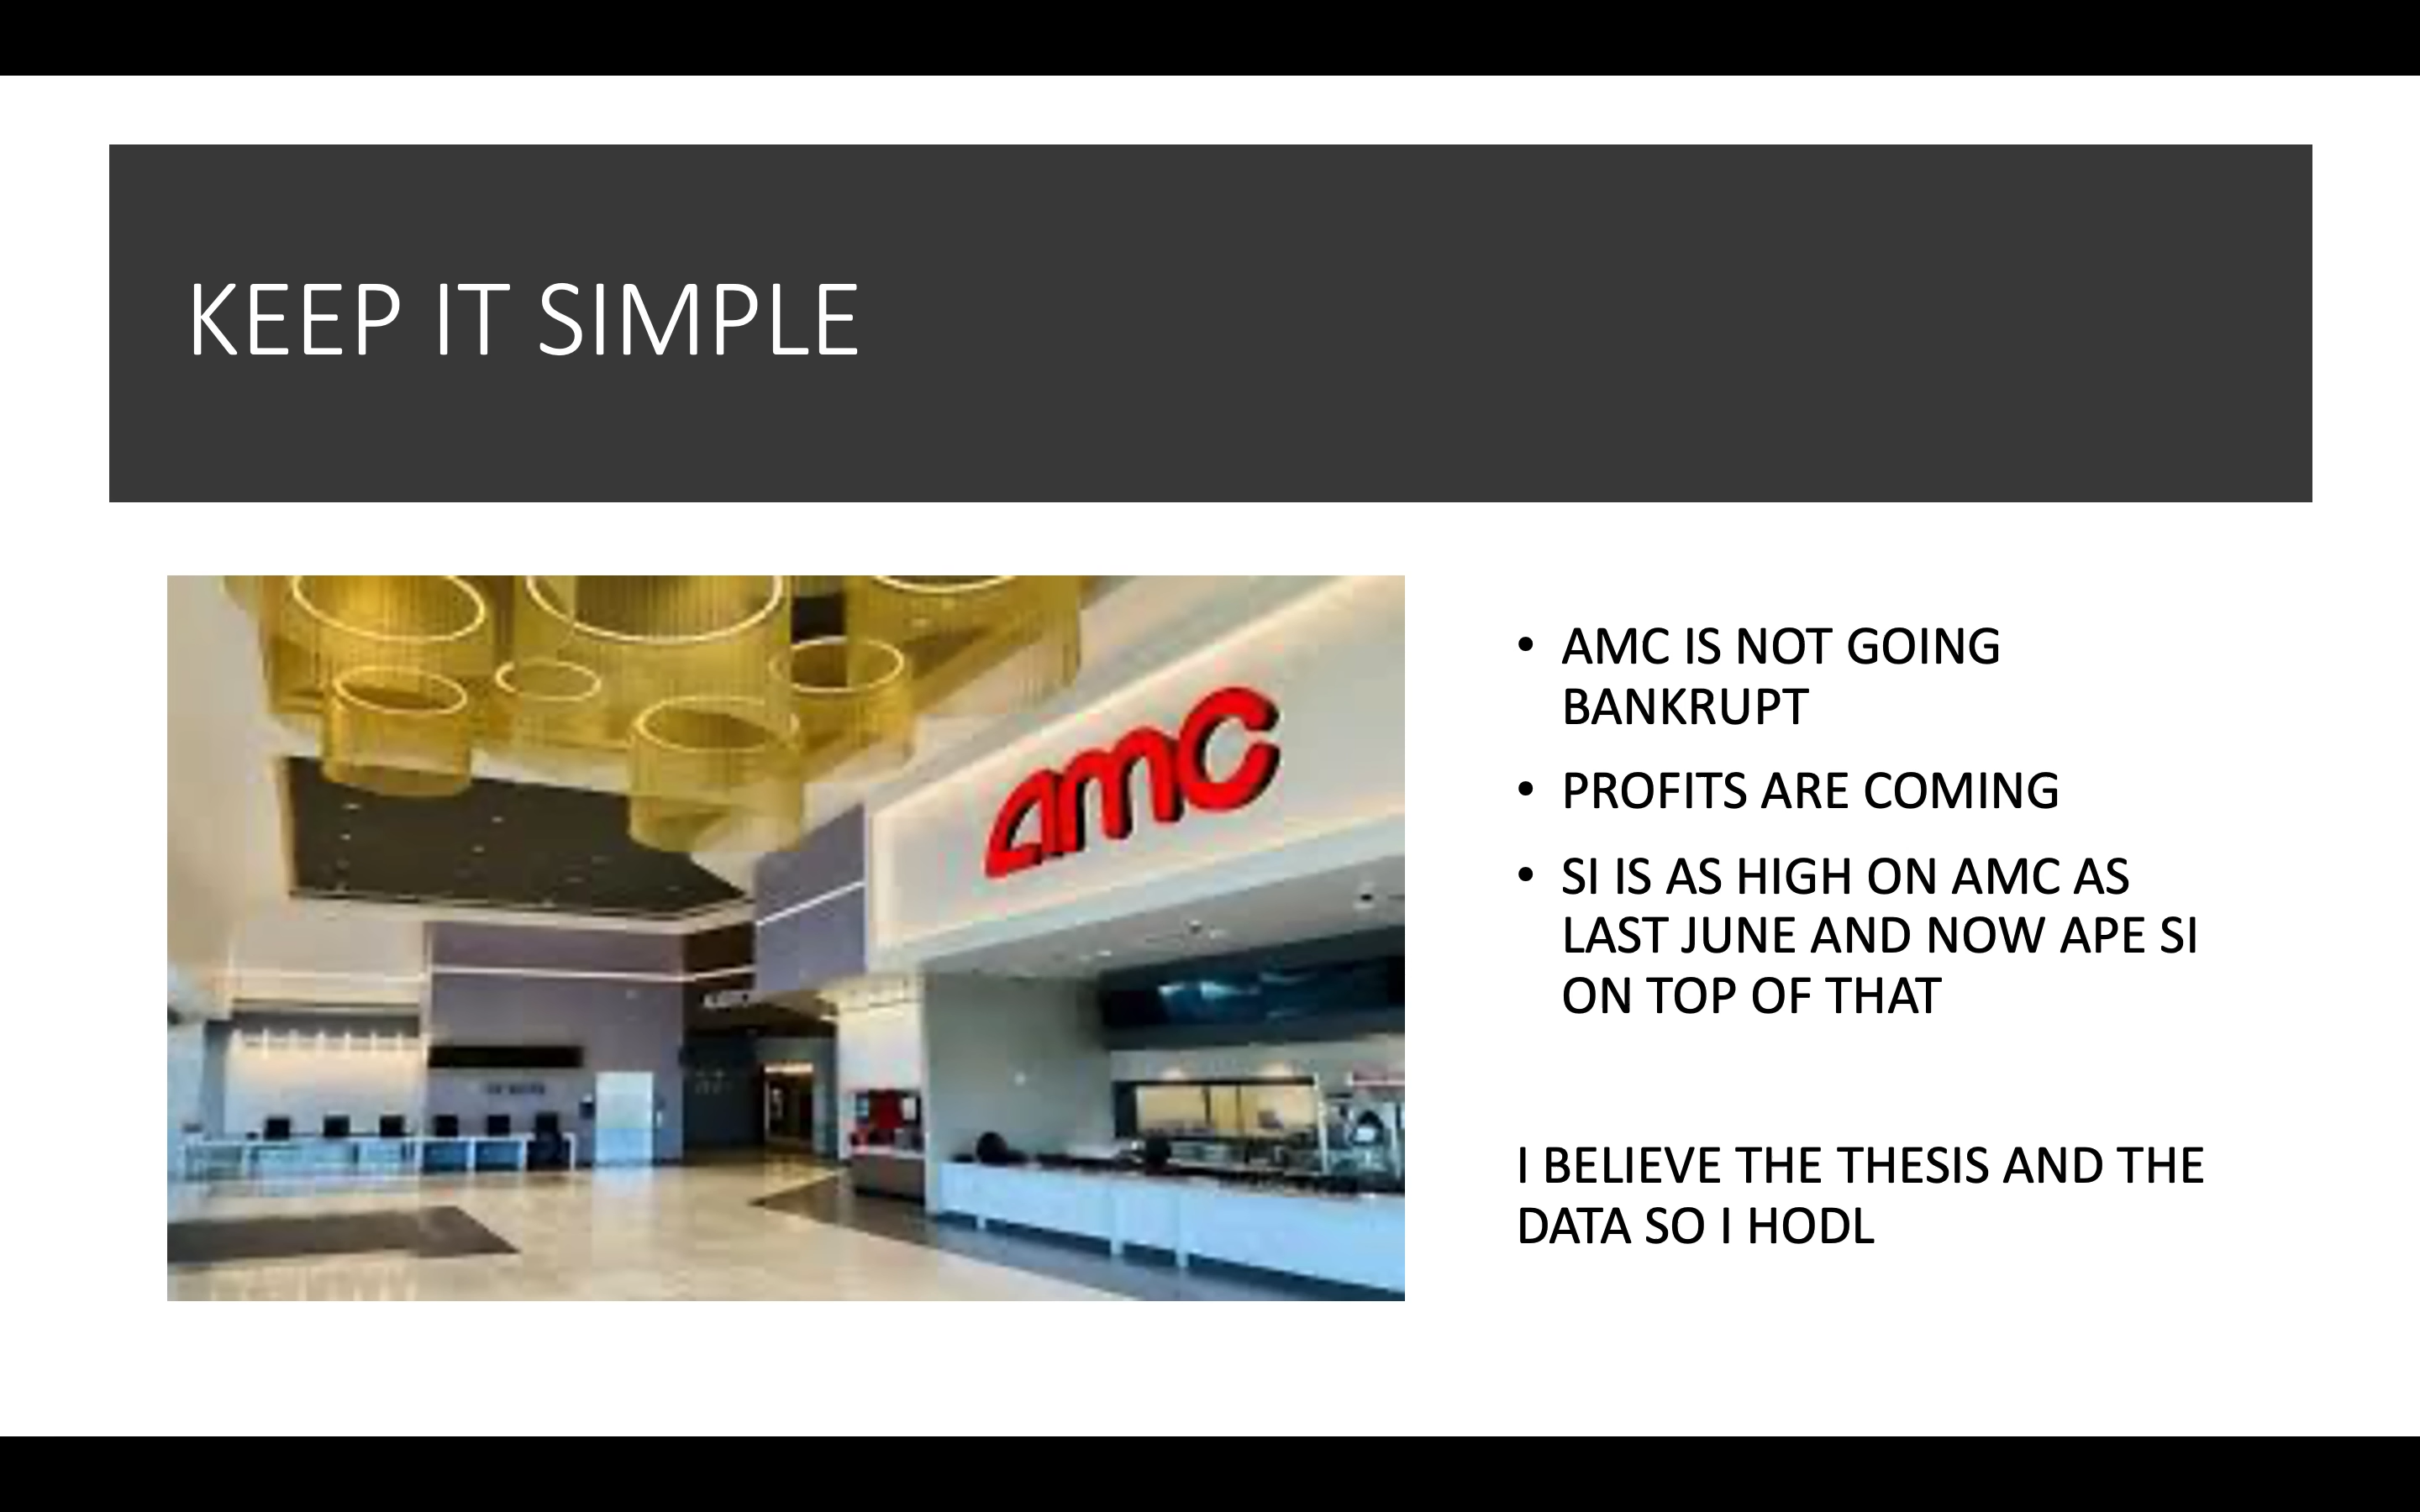 KEEP IT SIMPLE
amc
• AMC IS NOT GOING
BANKRUPT
• PROFITS ARE COMING
• SI IS AS HIGH ON AMC AS
LAST JUNE AND NOW APE SI
ON TOP OF THAT
I BELIEVE THE THESIS AND THE
DATA SO I HODL